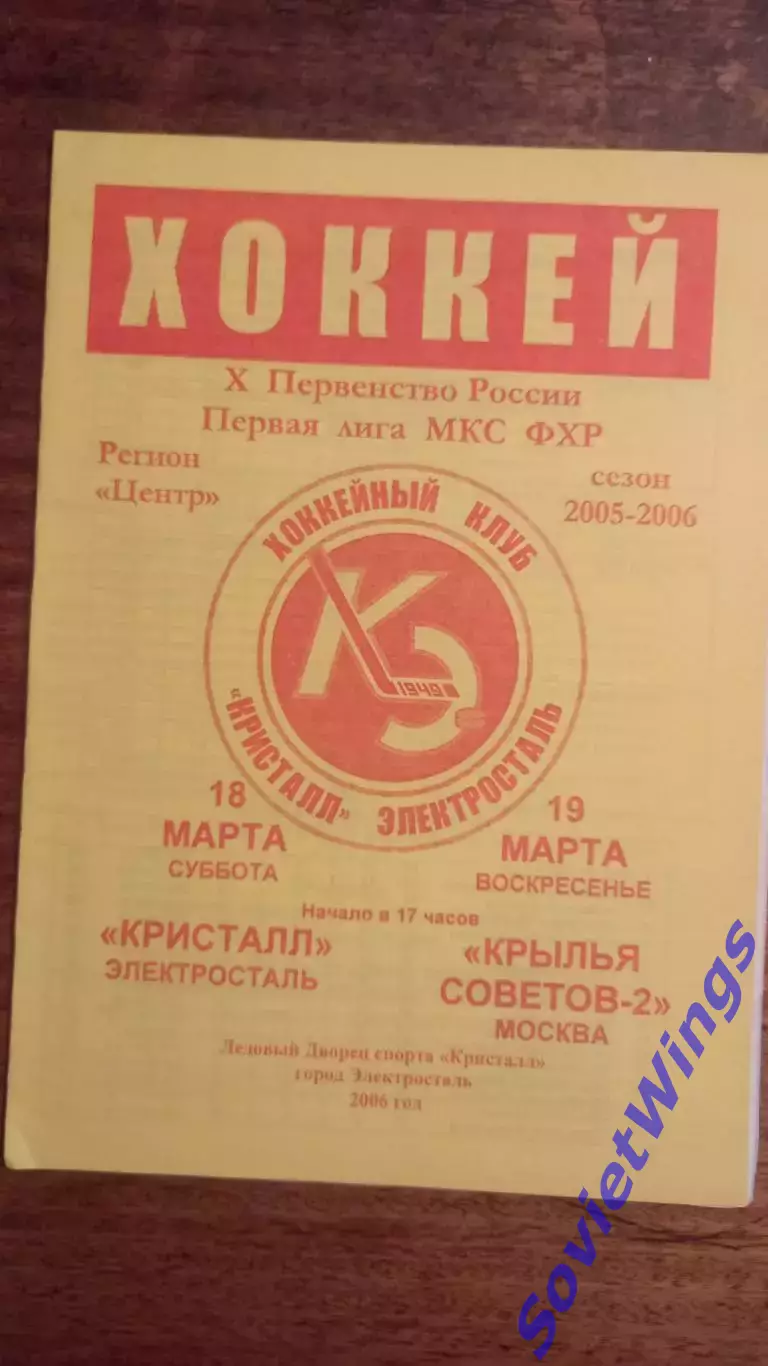 ХОККЕЙ
X Первенство России
Первая лига МКС ФХР
Регион
«Центр»
сезон
2005-2006
ХОККЕЙНЫЙ КЛУБ
КЭ
1949
«КРИСТАЛЛ» ЭЛЕКТРОСТАЛЬ
18
МАРТА
СУББОТА
19
МАРТА
ВОСКРЕСЕНЬЕ
Начало в 17 часов
«КРИСТАЛЛ»
ЭЛЕКТРОСТАЛЬ
«КРЫЛЬЯ
СОВЕТОВ-2»
МОСКВА
Ледовый Дворец спорта «Кристалл»
город Электросталь
2006 год
SovietWings